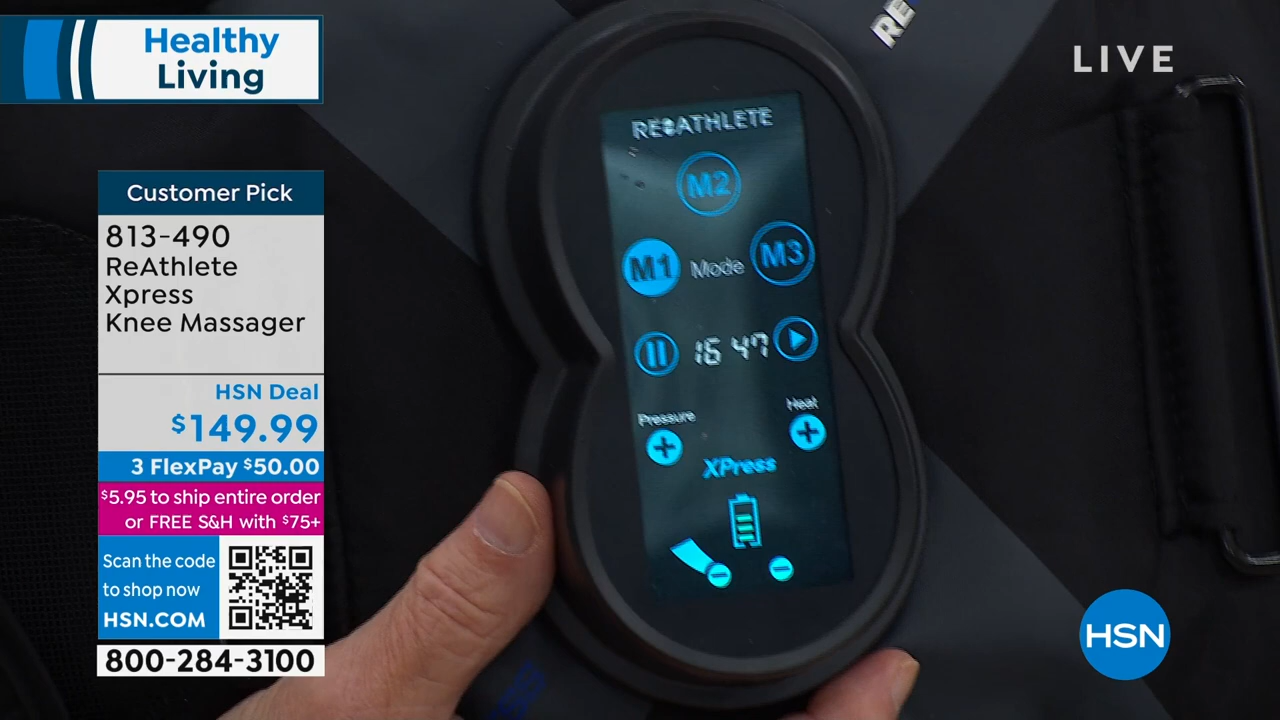 Healthy
Living
LIVE
Customer Pick
813-490
ReAthlete
Xpress
Knee Massager
HSN Deal
$149.99
3 FlexPay $50.00
$5.95 to ship entire order
or FREE S&H with $75+
Scan the code
to shop now
HSN.COM
800-284-3100
REATHLETE
M2
M1 Mode M3
16 47
Pressure Heat
XPress
HSN